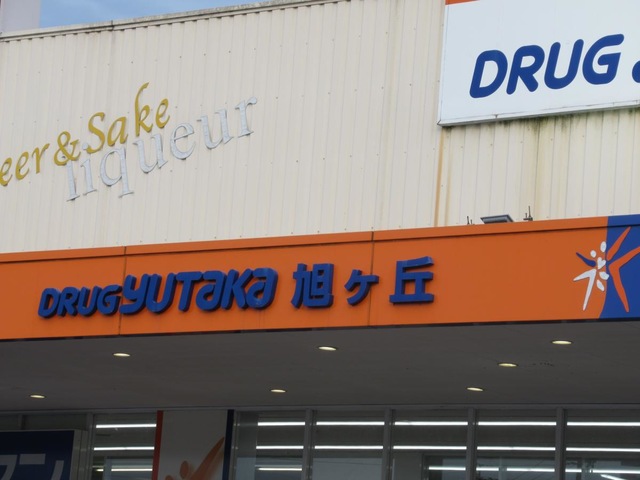 DRUG &
eer & Sake
liqueur
DRUG YUTAKA 旭ヶ丘